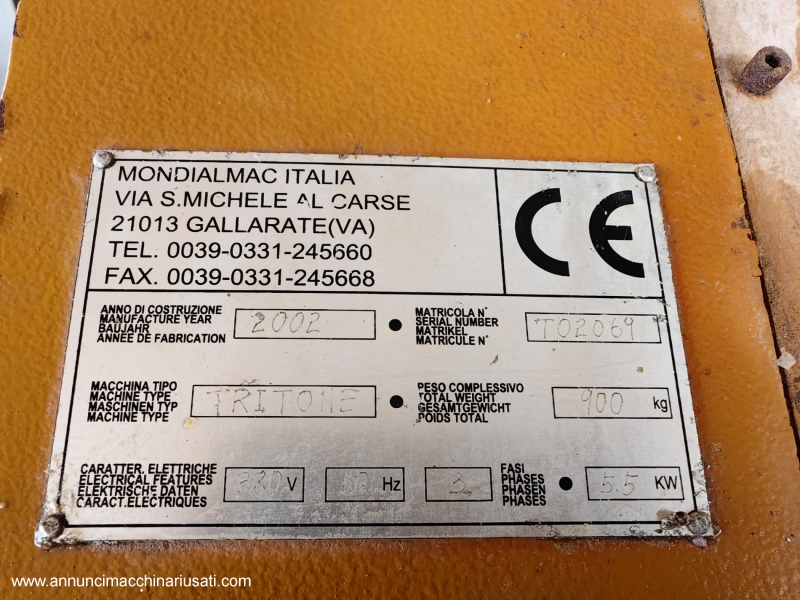 MONDIALMAC ITALIA
VIA S.MICHELE AL CARSE
21013 GALLARATE(VA)
TEL. 0039-0331-245660
FAX. 0039-0331-245668
CE
ANNO DI COSTRUZIONE
MANUFACTURE YEAR
BAUJAHR
ANNÉE DE FABRICATION
2002
MATRICOLA N°
SERIAL NUMBER
MATRIKEL
MATRICULE N°
T02069
MACCHINA TIPO
MACHINE TYPE
MASCHINEN TYP
MACHINE TYPE
TRITONE
PESO COMPLESSIVO
TOTAL WEIGHT
GESAMTGEWICHT
POIDS TOTAL
900 kg
CARATTER. ELETTRICHE
ELECTRICAL FEATURES
ELEKTRISCHE DATEN
CARACT.ELECTRIQUES
380 V
50 Hz
3
FASI
PHASES
PHASEN
PHASES
5.5 KW
www.annuncimacchinariusati.com